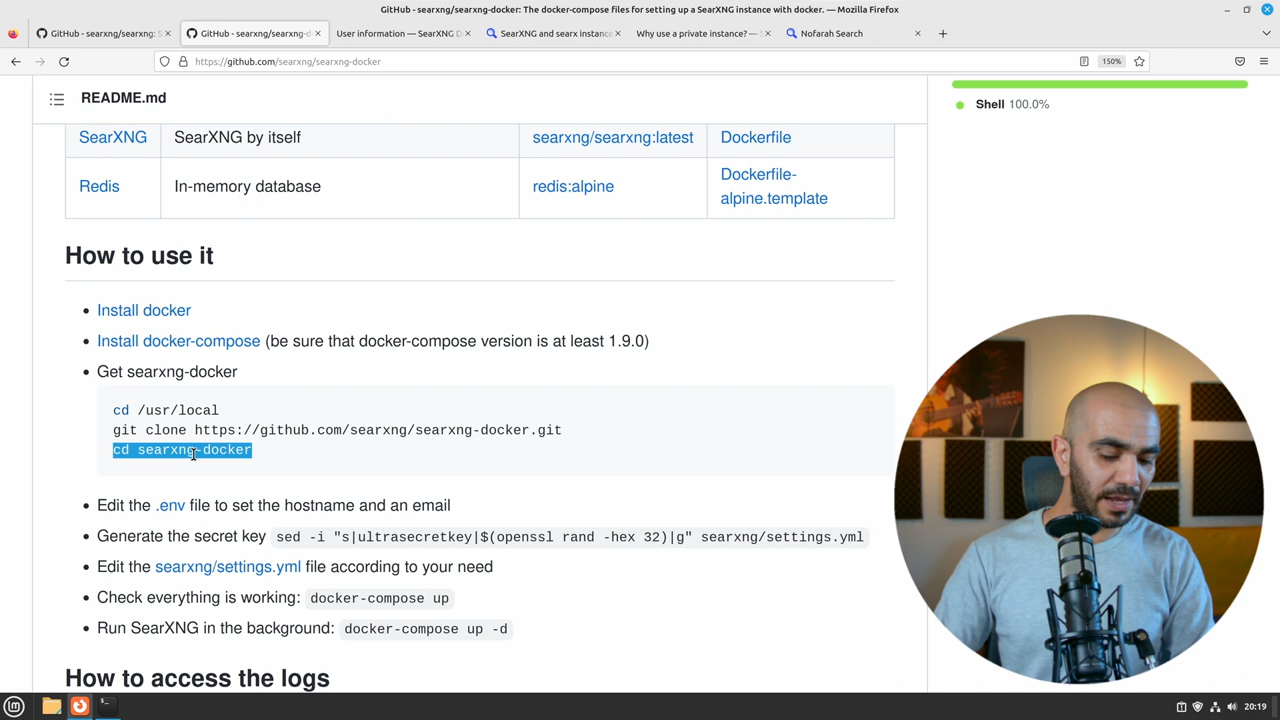 GitHub - searxng/searxng-docker: The docker-compose files for setting up a SearXNG instance with docker. — Mozilla Firefox
GitHub - searxng/searxng: S
GitHub - searxng/searxng-d
User information — SearXNG D
SearXNG and searx instance
Why use a private instance? — S
Nofarah Search
https://github.com/searxng/searxng-docker
150%
README.md
Shell 100.0%
SearXNG SearXNG by itself searxng/searxng:latest Dockerfile
Redis In-memory database redis:alpine Dockerfile-
alpine.template
How to use it
• Install docker
• Install docker-compose (be sure that docker-compose version is at least 1.9.0)
• Get searxng-docker
cd /usr/local
git clone https://github.com/searxng/searxng-docker.git
cd searxng-docker
• Edit the .env file to set the hostname and an email
• Generate the secret key sed -i "s|ultrasecretkey|$(openssl rand -hex 32)|g" searxng/settings.yml
• Edit the searxng/settings.yml file according to your need
• Check everything is working: docker-compose up
• Run SearXNG in the background: docker-compose up -d
How to access the logs
20:19